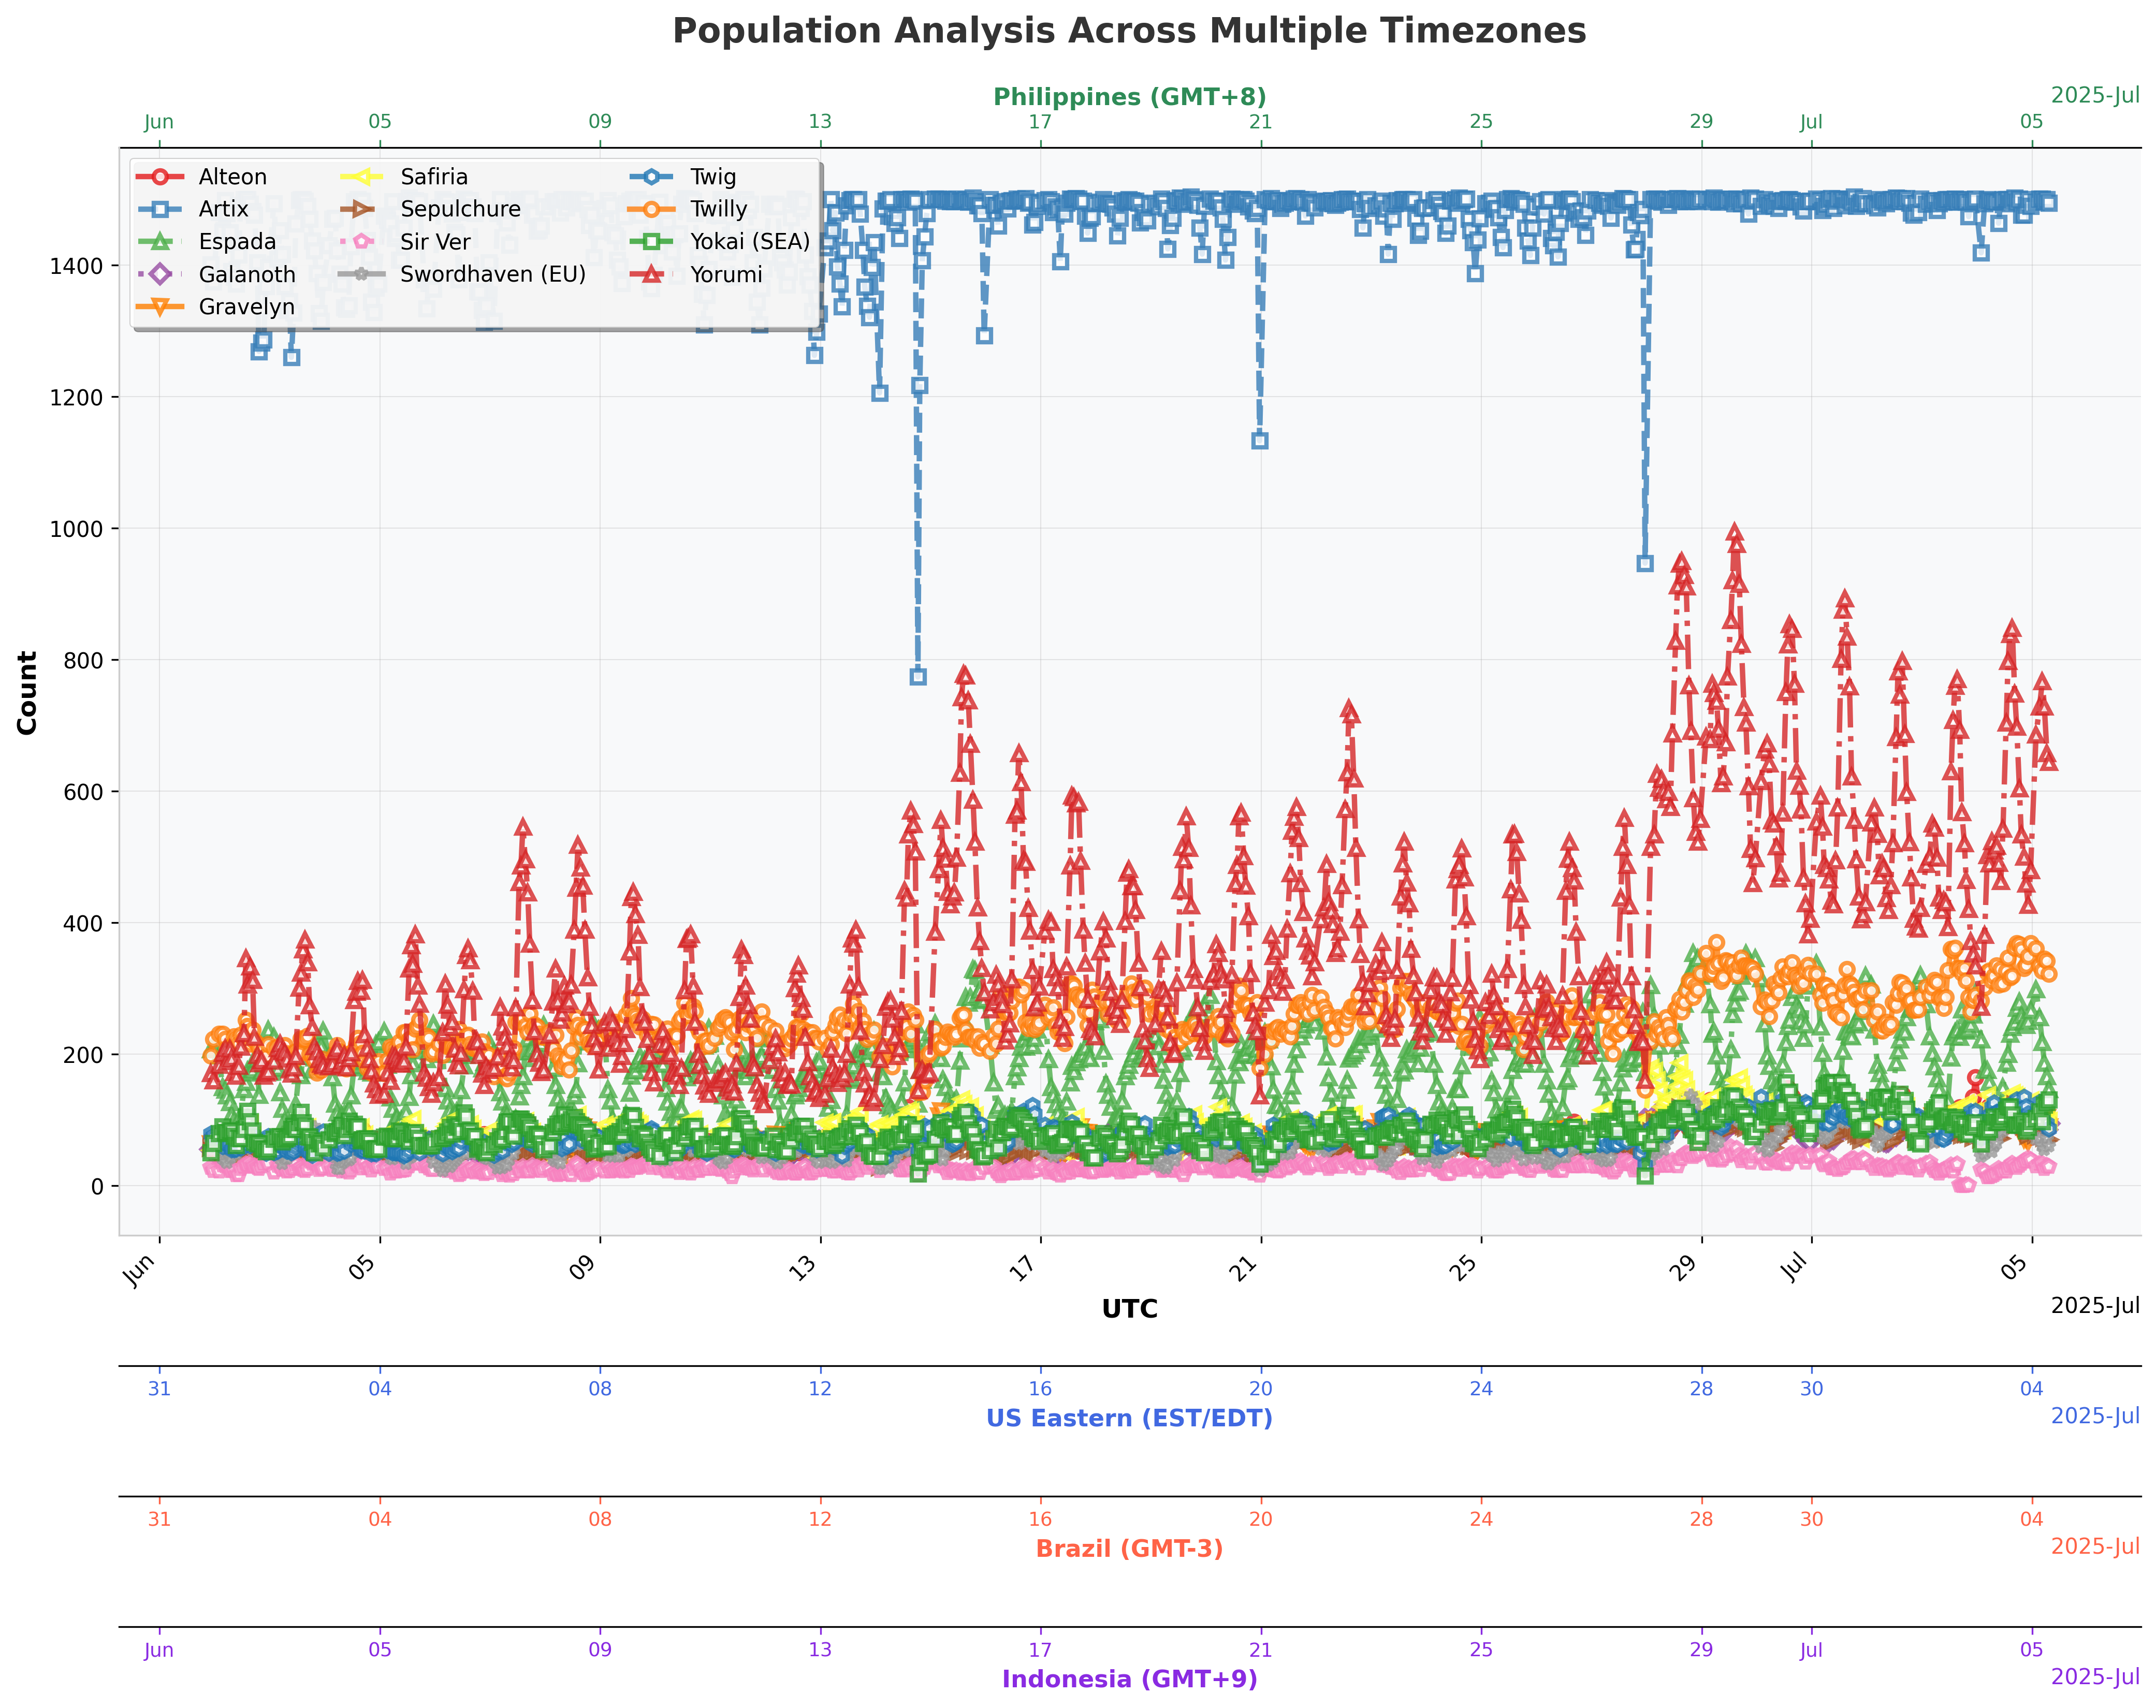 Population Analysis Across Multiple Timezones
Philippines (GMT+8)
2025-Jul
Jun 05 09 13 17 21 25 29 Jul 05
Alteon Safiria Twig
Artix Sepulchure Twilly
Espada Sir Ver Yokai (SEA)
Galanoth Swordhaven (EU) Yorumi
Gravelyn
1400
1200
1000
800
600
400
200
0
Count
Jun 05 09 13 17 21 25 29 Jul 05
UTC
2025-Jul
31 04 08 12 16 20 24 28 30 04
US Eastern (EST/EDT)
2025-Jul
31 04 08 12 16 20 24 28 30 04
Brazil (GMT-3)
2025-Jul
Jun 05 09 13 17 21 25 29 Jul 05
Indonesia (GMT+9)
2025-Jul